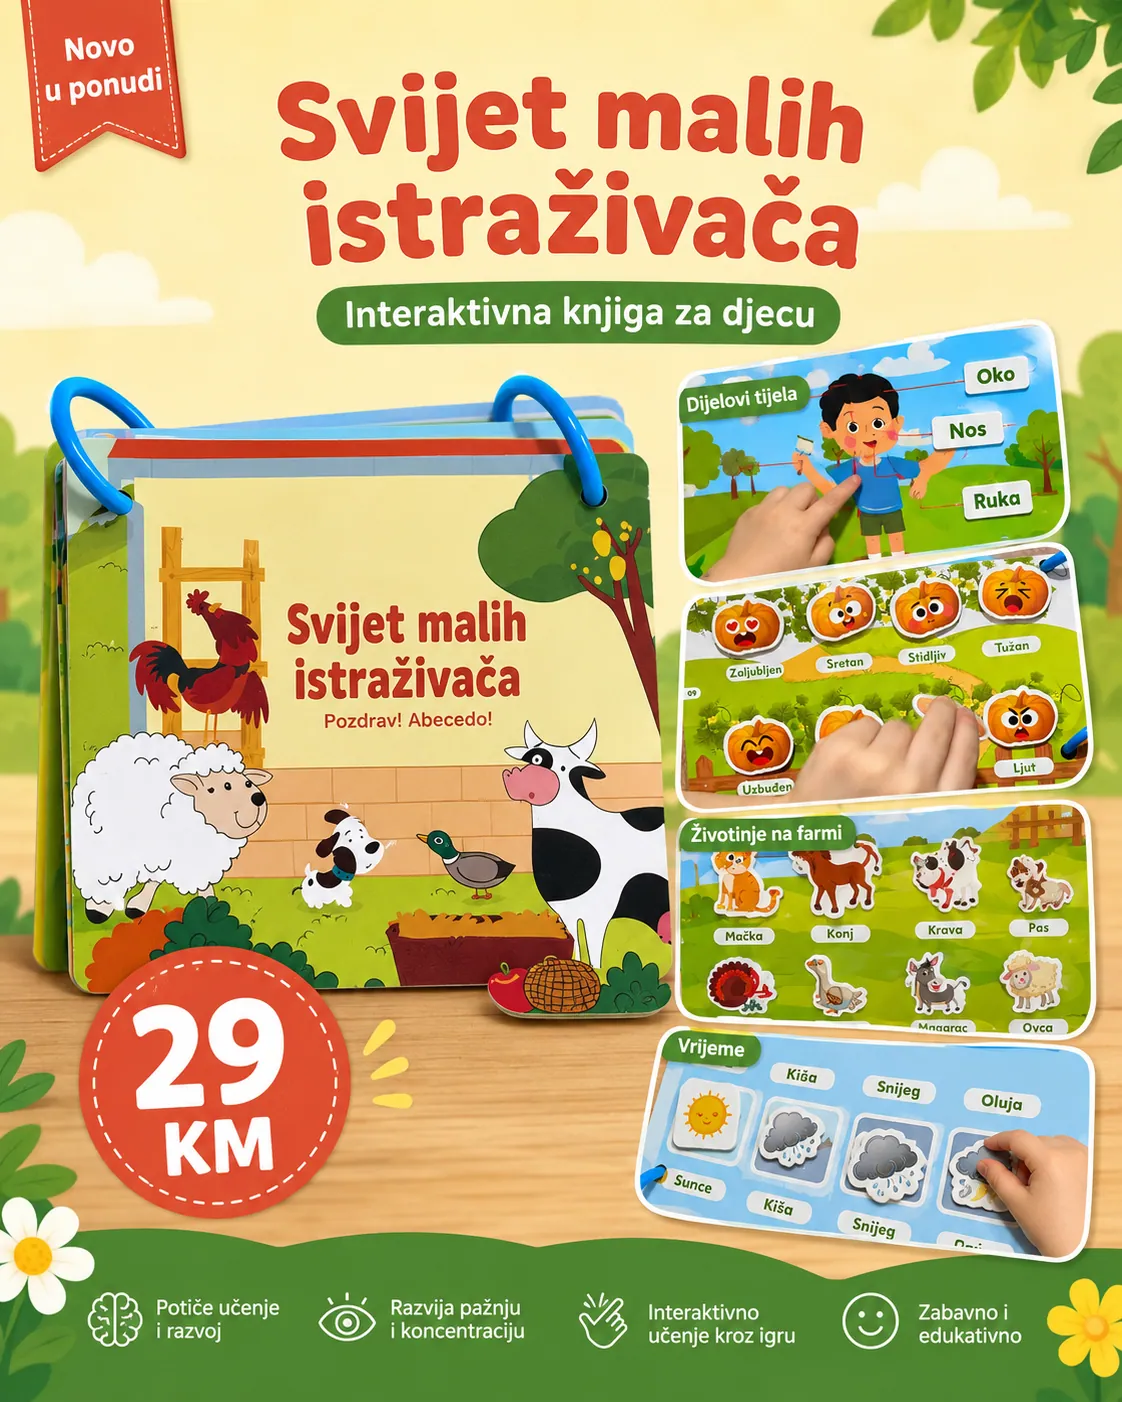 Novo
u ponudi
Svijet malih
istraživača
Interaktivna knjiga za djecu
Svijet malih
istraživača
Pozdrav! Abecedo!
29
KM
Dijelovi tijela
Oko
Nos
Ruka
Zaljubljen
Sretan
Stidljiv
Tužan
09
Uzbuđen
Ljut
Životinje na farmi
Mačka
Konj
Krava
Pas
Magarac
Ovca
Vrijeme
Kiša
Snijeg
Oluja
Sunce
Kiša
Snijeg
Potiče učenje
i razvoj
Razvija pažnju
i koncentraciju
Interaktivno
učenje kroz igru
Zabavno i
edukativno